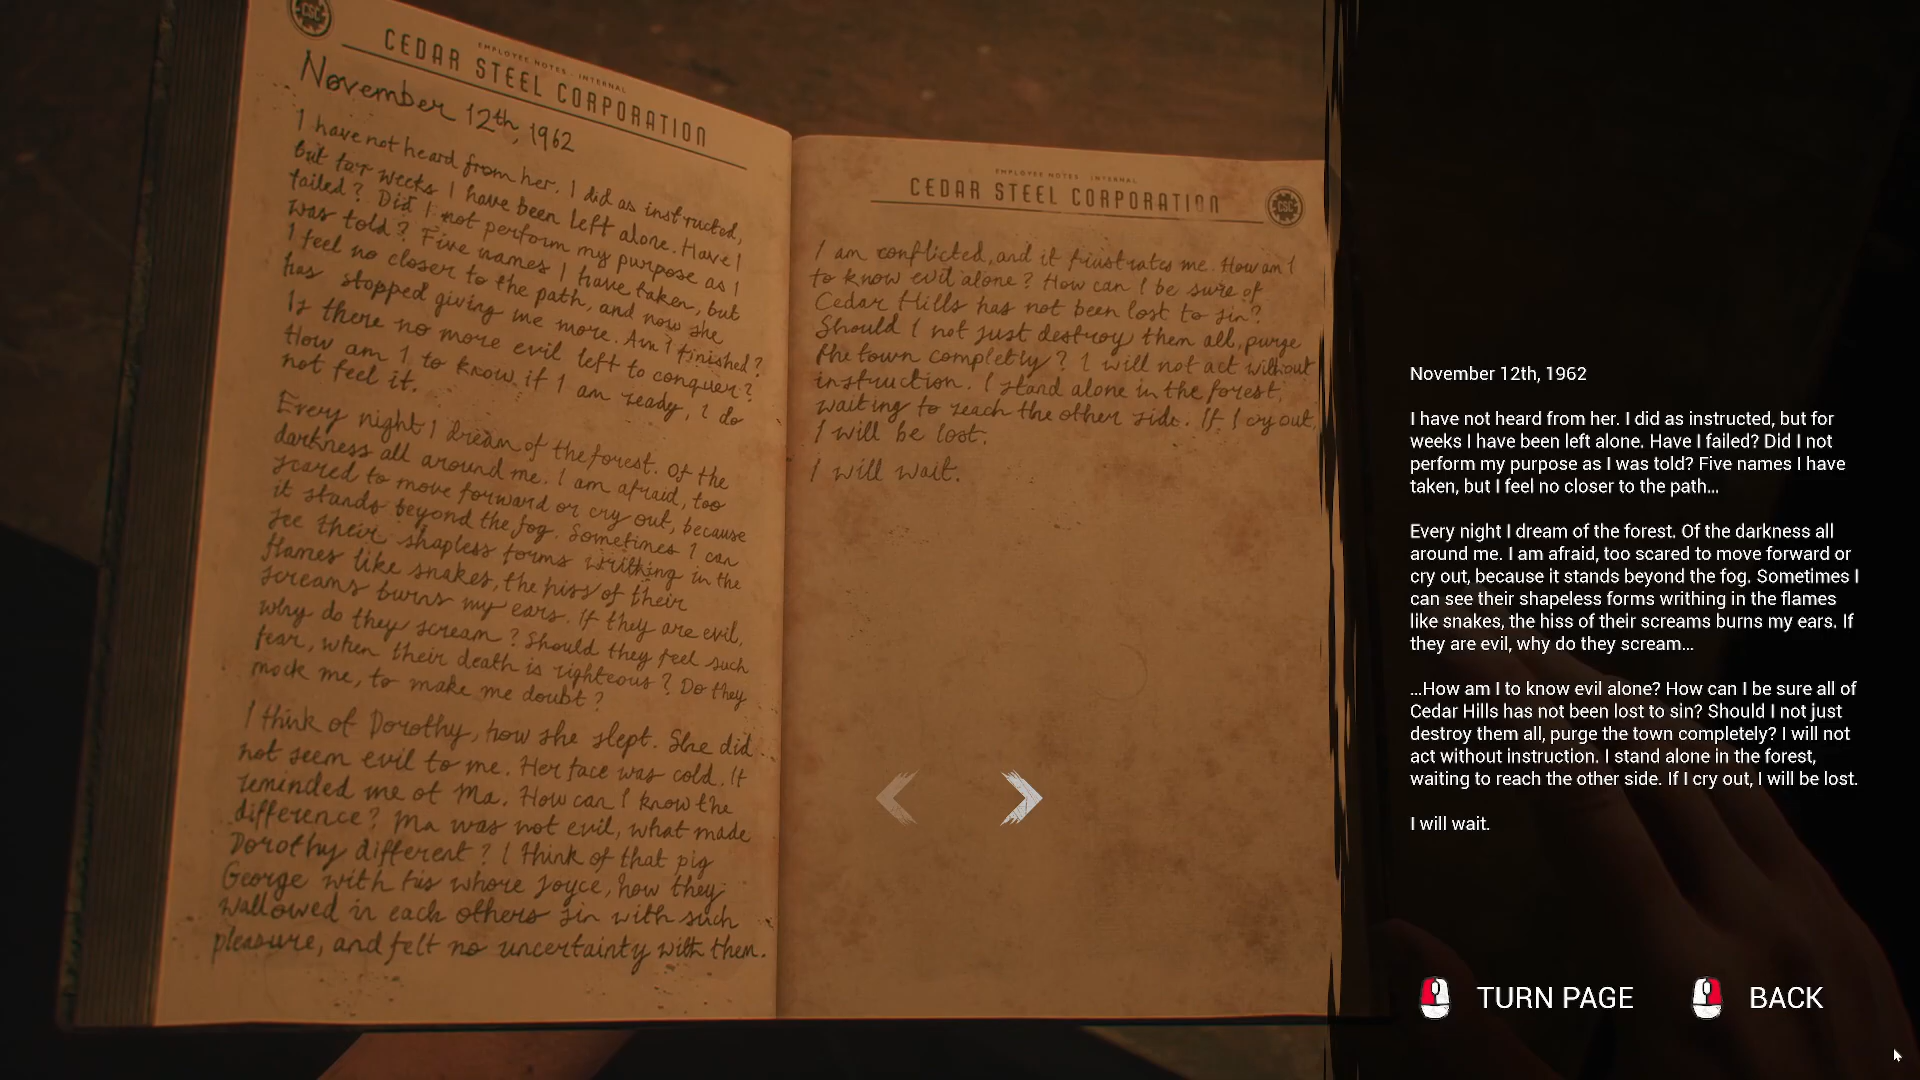 CSC
EMPLOYEE NOTES · INTERNAL
CEDAR STEEL CORPORATION
November 12th, 1962
I have not heard from her. I did as instructed,
but for weeks I have been left alone. Have I
failed? Did I not perform my purpose as I
was told? Five names I have taken, but
I feel no closer to the path, and now she
has stopped giving me more. Am I finished?
Is there no more evil left to conquer?
How am I to know if I am ready, I do
not feel it.
Every night I dream of the forest. Of the
darkness all around me. I am afraid, too
scared to move forward or cry out, because
it stands beyond the fog. Sometimes I can
see their shapless forms writhing in the
flames like snakes, the hiss of their
screams burns my ears. If they are evil,
why do they scream? Should they feel such
fear, when their death is righteous? Do they
mock me, to make me doubt?
I think of Dorothy, how she slept. She did
not seem evil to me. Her face was cold. It
reminded me of Ma. How can I know the
difference? Ma was not evil, what made
Dorothy different? I think of that pig
George with his whore Joyce, how they
wallowed in each others sin with such
pleasure, and felt no uncertainty with them.
EMPLOYEE NOTES · INTERNAL
CEDAR STEEL CORPORATION
CSC
I am conflicted, and it frustrates me. How am I
to know evil alone? How can I be sure of
Cedar Hills has not been lost to sin?
Should I not just destroy them all, purge
the town completly? I will not act without
instruction. I stand alone in the forest,
waiting to reach the other side. If I cry out,
I will be lost.
I will wait.
November 12th, 1962
I have not heard from her. I did as instructed, but for
weeks I have been left alone. Have I failed? Did I not
perform my purpose as I was told? Five names I have
taken, but I feel no closer to the path...
Every night I dream of the forest. Of the darkness all
around me. I am afraid, too scared to move forward or
cry out, because it stands beyond the fog. Sometimes I
can see their shapeless forms writhing in the flames
like snakes, the hiss of their screams burns my ears. If
they are evil, why do they scream...
...How am I to know evil alone? How can I be sure all of
Cedar Hills has not been lost to sin? Should I not just
destroy them all, purge the town completely? I will not
act without instruction. I stand alone in the forest,
waiting to reach the other side. If I cry out, I will be lost.
I will wait.
TURN PAGE
BACK